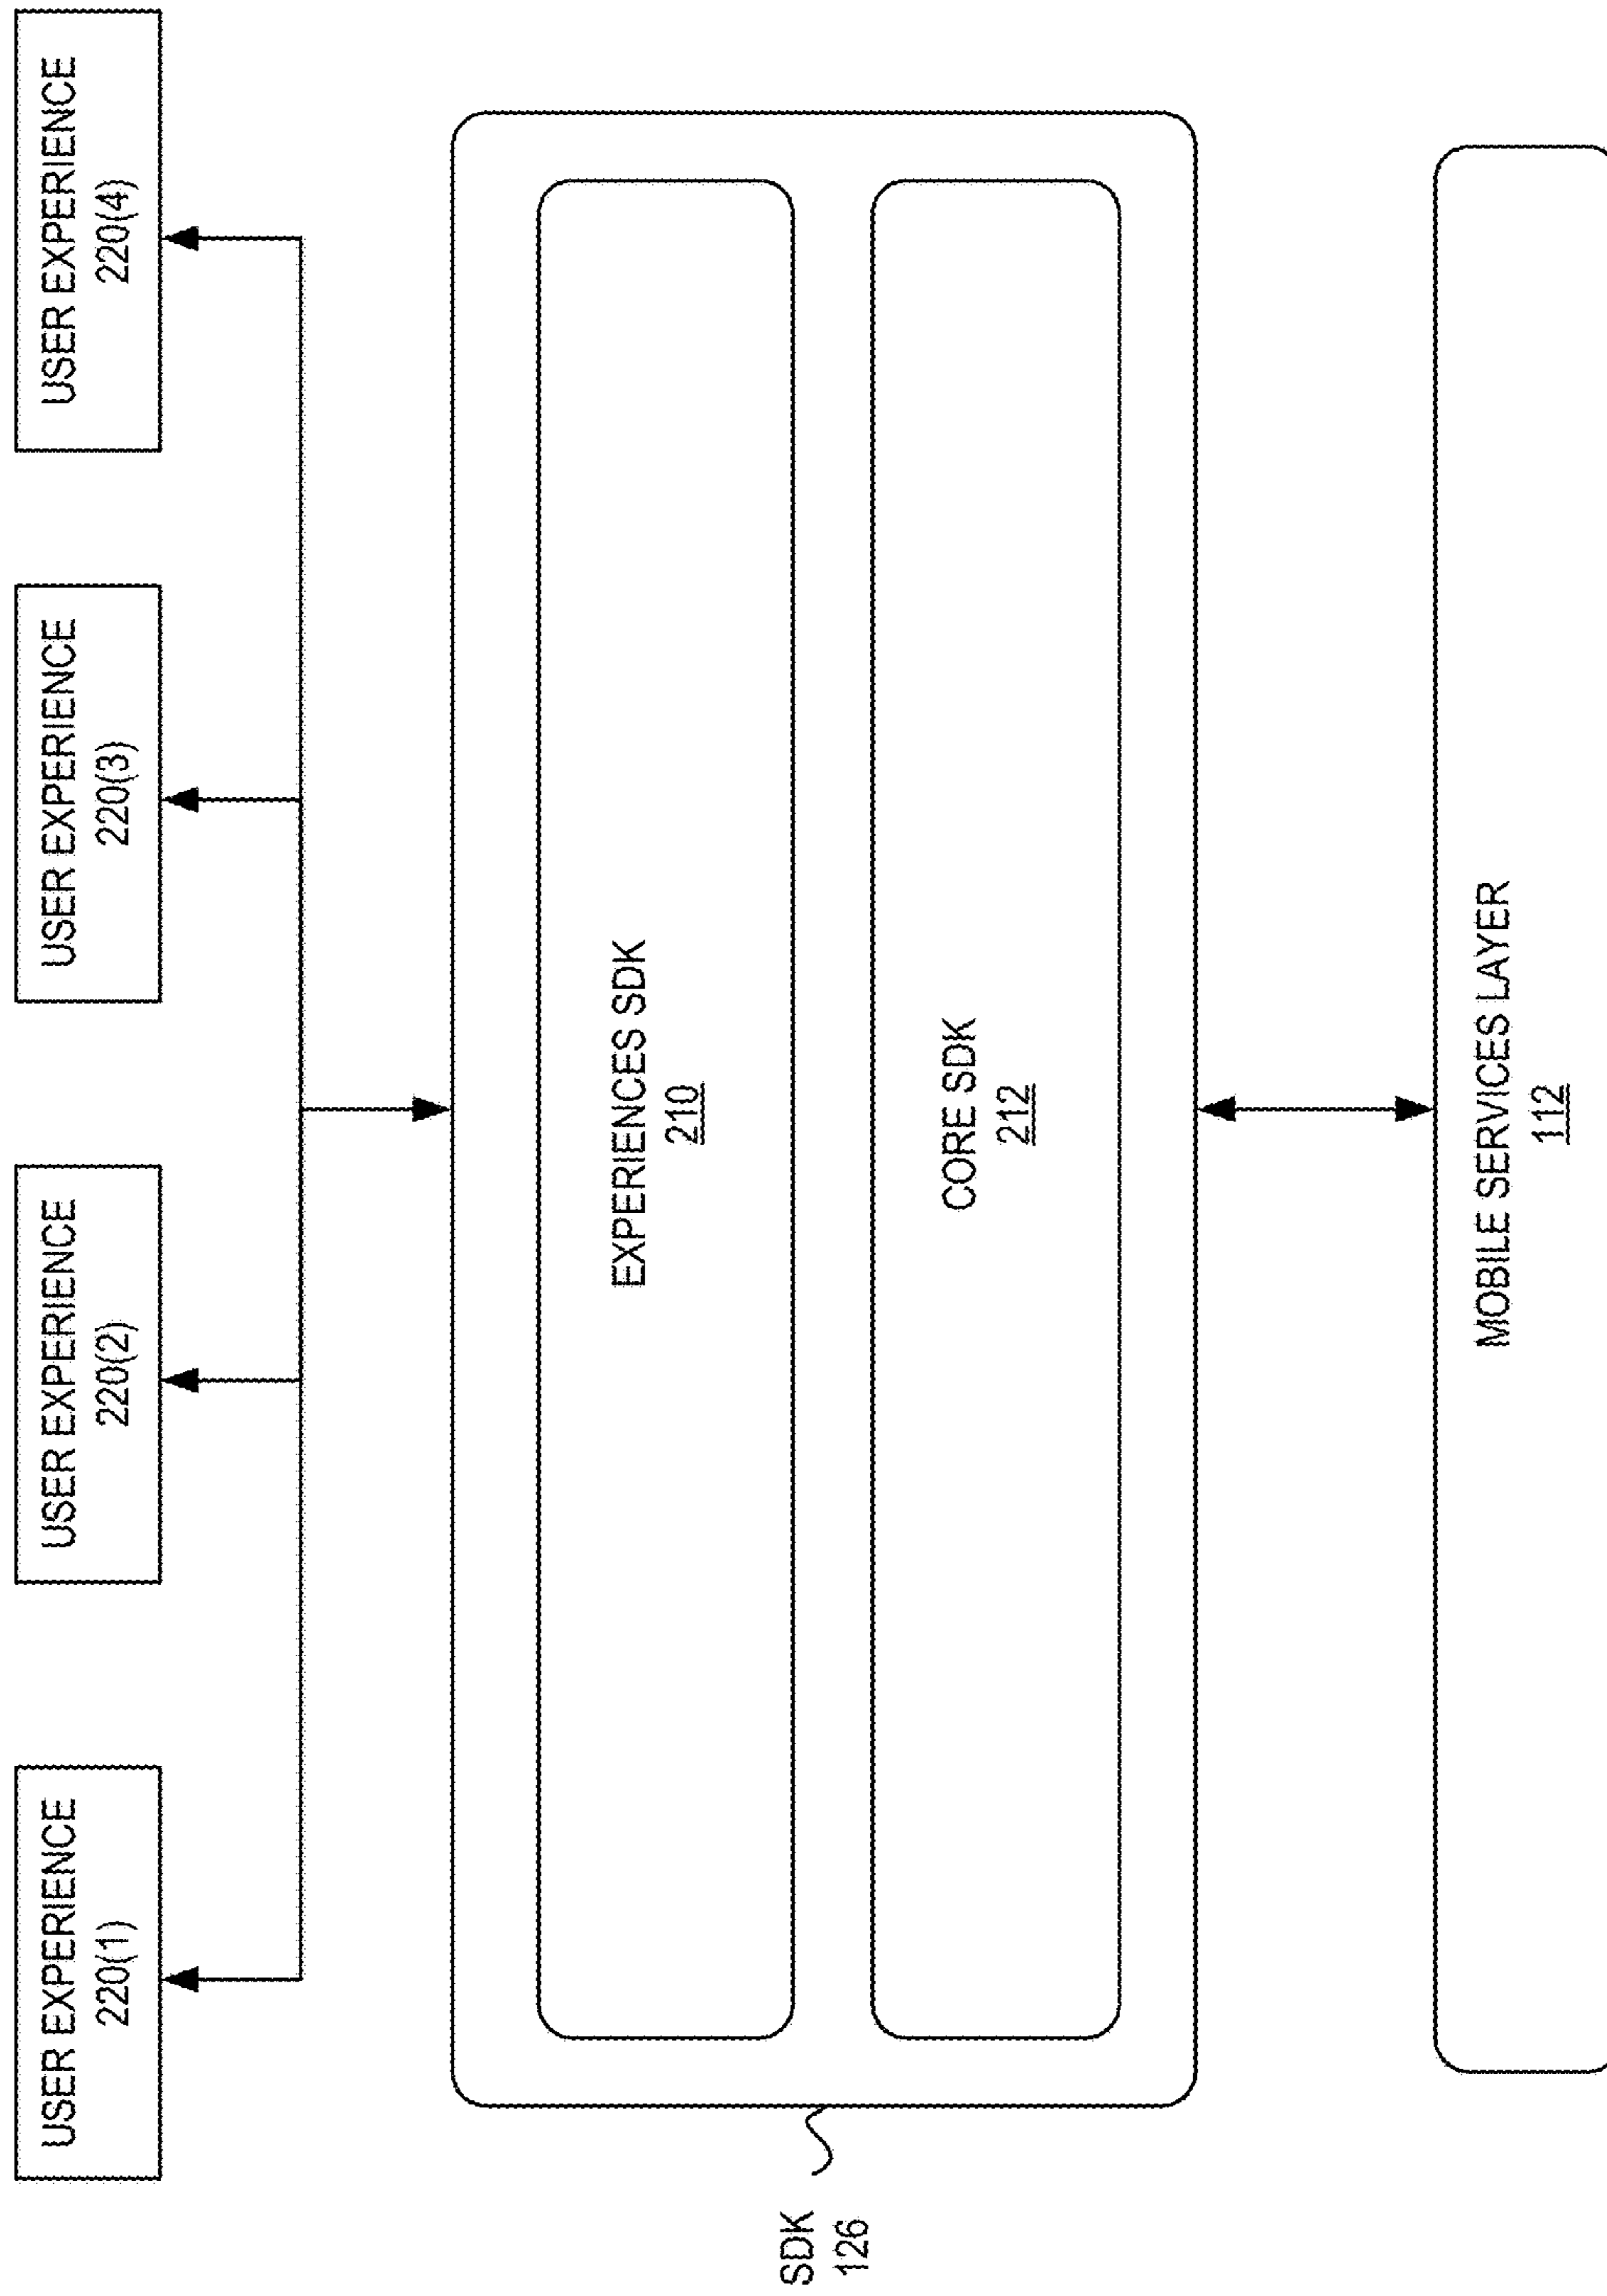 USER EXPERIENCE
220(1)
USER EXPERIENCE
220(2)
USER EXPERIENCE
220(3)
USER EXPERIENCE
220(4)
SDK
126
EXPERIENCES SDK
210
CORE SDK
212
MOBILE SERVICES LAYER
112